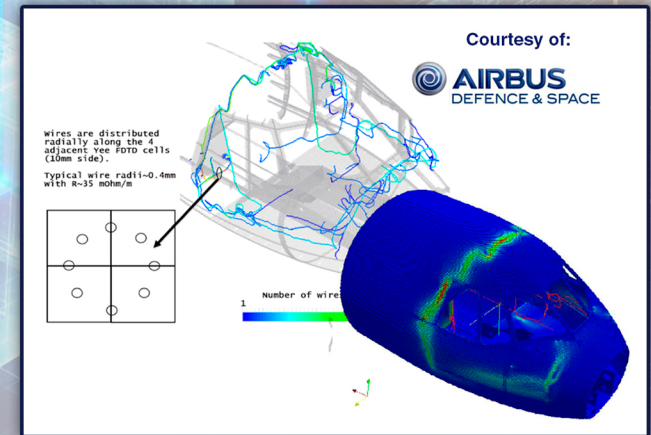 Courtesy of:
AIRBUS
DEFENCE & SPACE
Wires are distributed
radially along the 4
adjacent Yee FDTD cells
(10mm side).
Typical wire radii~0.4mm
with R~35 mOhm/m
Number of wire
1